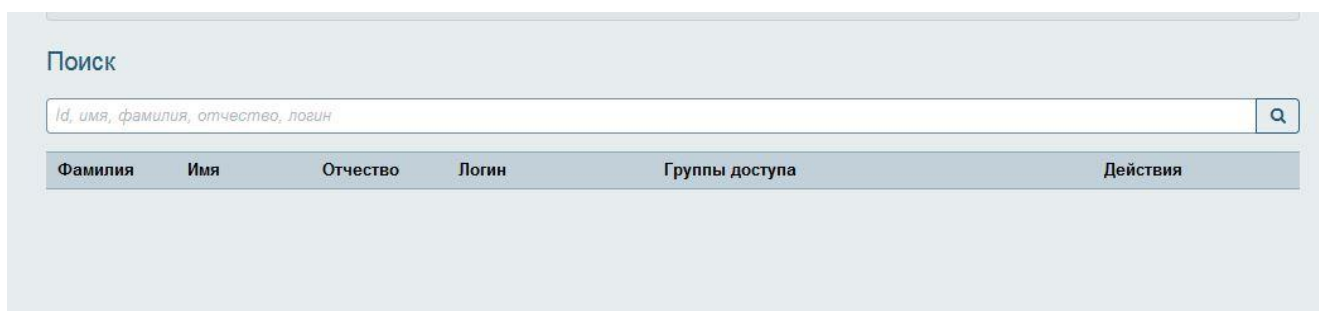 Поиск
Id, имя, фамилия, отчество, логин
Фамилия Имя Отчество Логин Группы доступа Действия